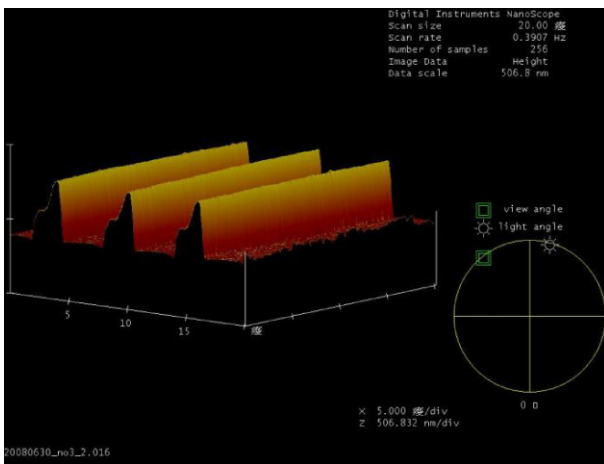 Digital Instruments NanoScope
Scan size 20.00 癭
Scan rate 0.3907 Hz
Number of samples 256
Image Data Height
Data scale 506.8 nm
view angle
light angle
5
10
15
X 5.000 /div
Z 506.832 nm/div
0
20080630_no3_2.016